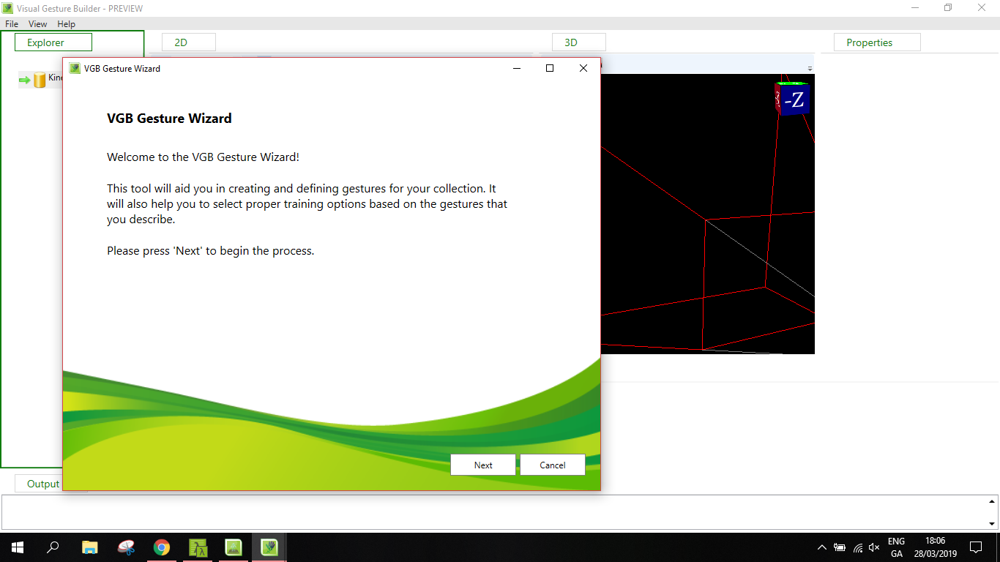 Visual Gesture Builder - PREVIEW
File View Help
Explorer
2D
3D
Properties
VGB Gesture Wizard
-Z
VGB Gesture Wizard
Welcome to the VGB Gesture Wizard!
This tool will aid you in creating and defining gestures for your collection. It
will also help you to select proper training options based on the gestures that
you describe.
Please press 'Next' to begin the process.
Next
Cancel
Output
ENG
GA
18:06
28/03/2019